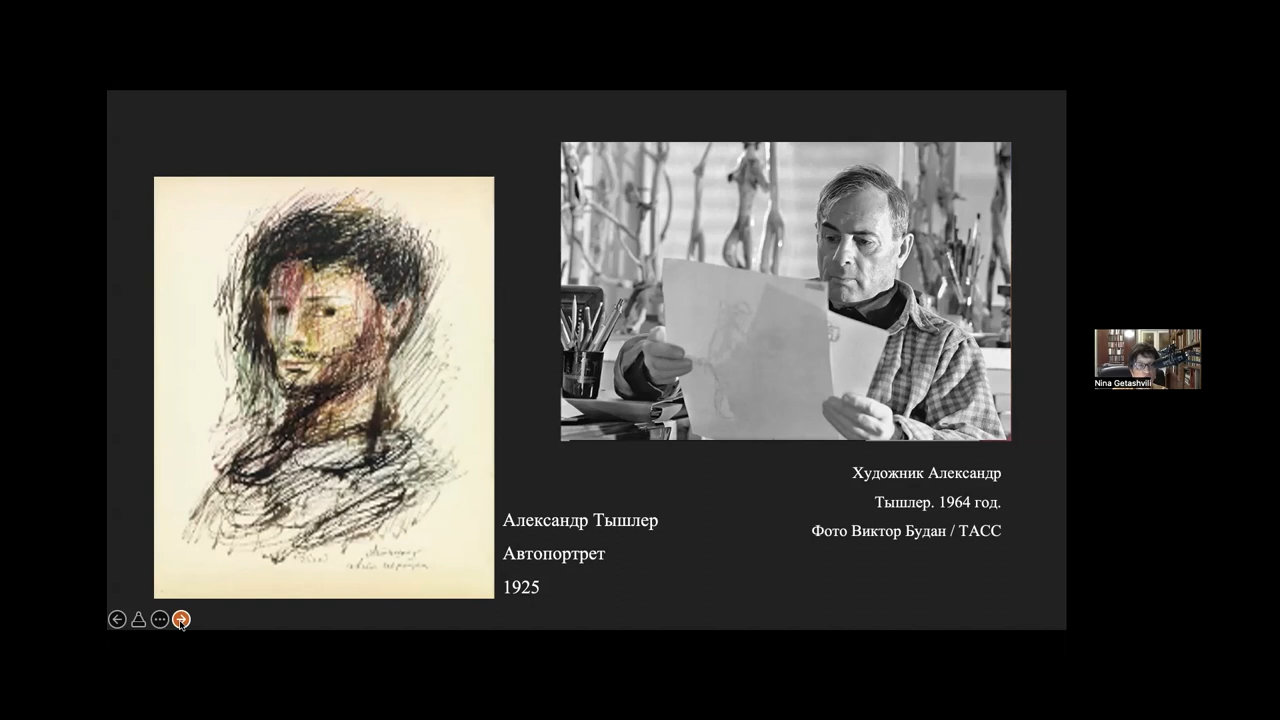 Александр Тышлер
Автопортрет
1925
Художник Александр
Тышлер. 1964 год.
Фото Виктор Будан / ТАСС
Nina Getashvili